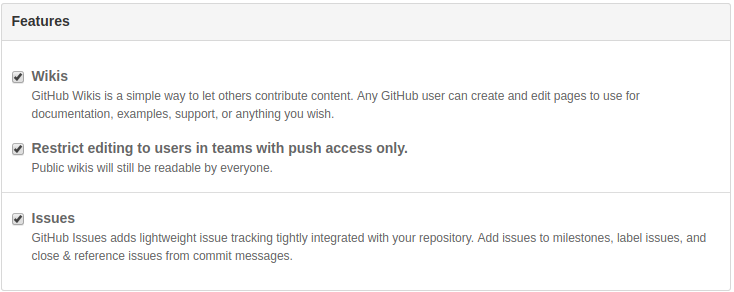 Features
Wikis
GitHub Wikis is a simple way to let others contribute content. Any GitHub user can create and edit pages to use for
documentation, examples, support, or anything you wish.
Restrict editing to users in teams with push access only.
Public wikis will still be readable by everyone.
Issues
GitHub Issues adds lightweight issue tracking tightly integrated with your repository. Add issues to milestones, label issues, and
close & reference issues from commit messages.